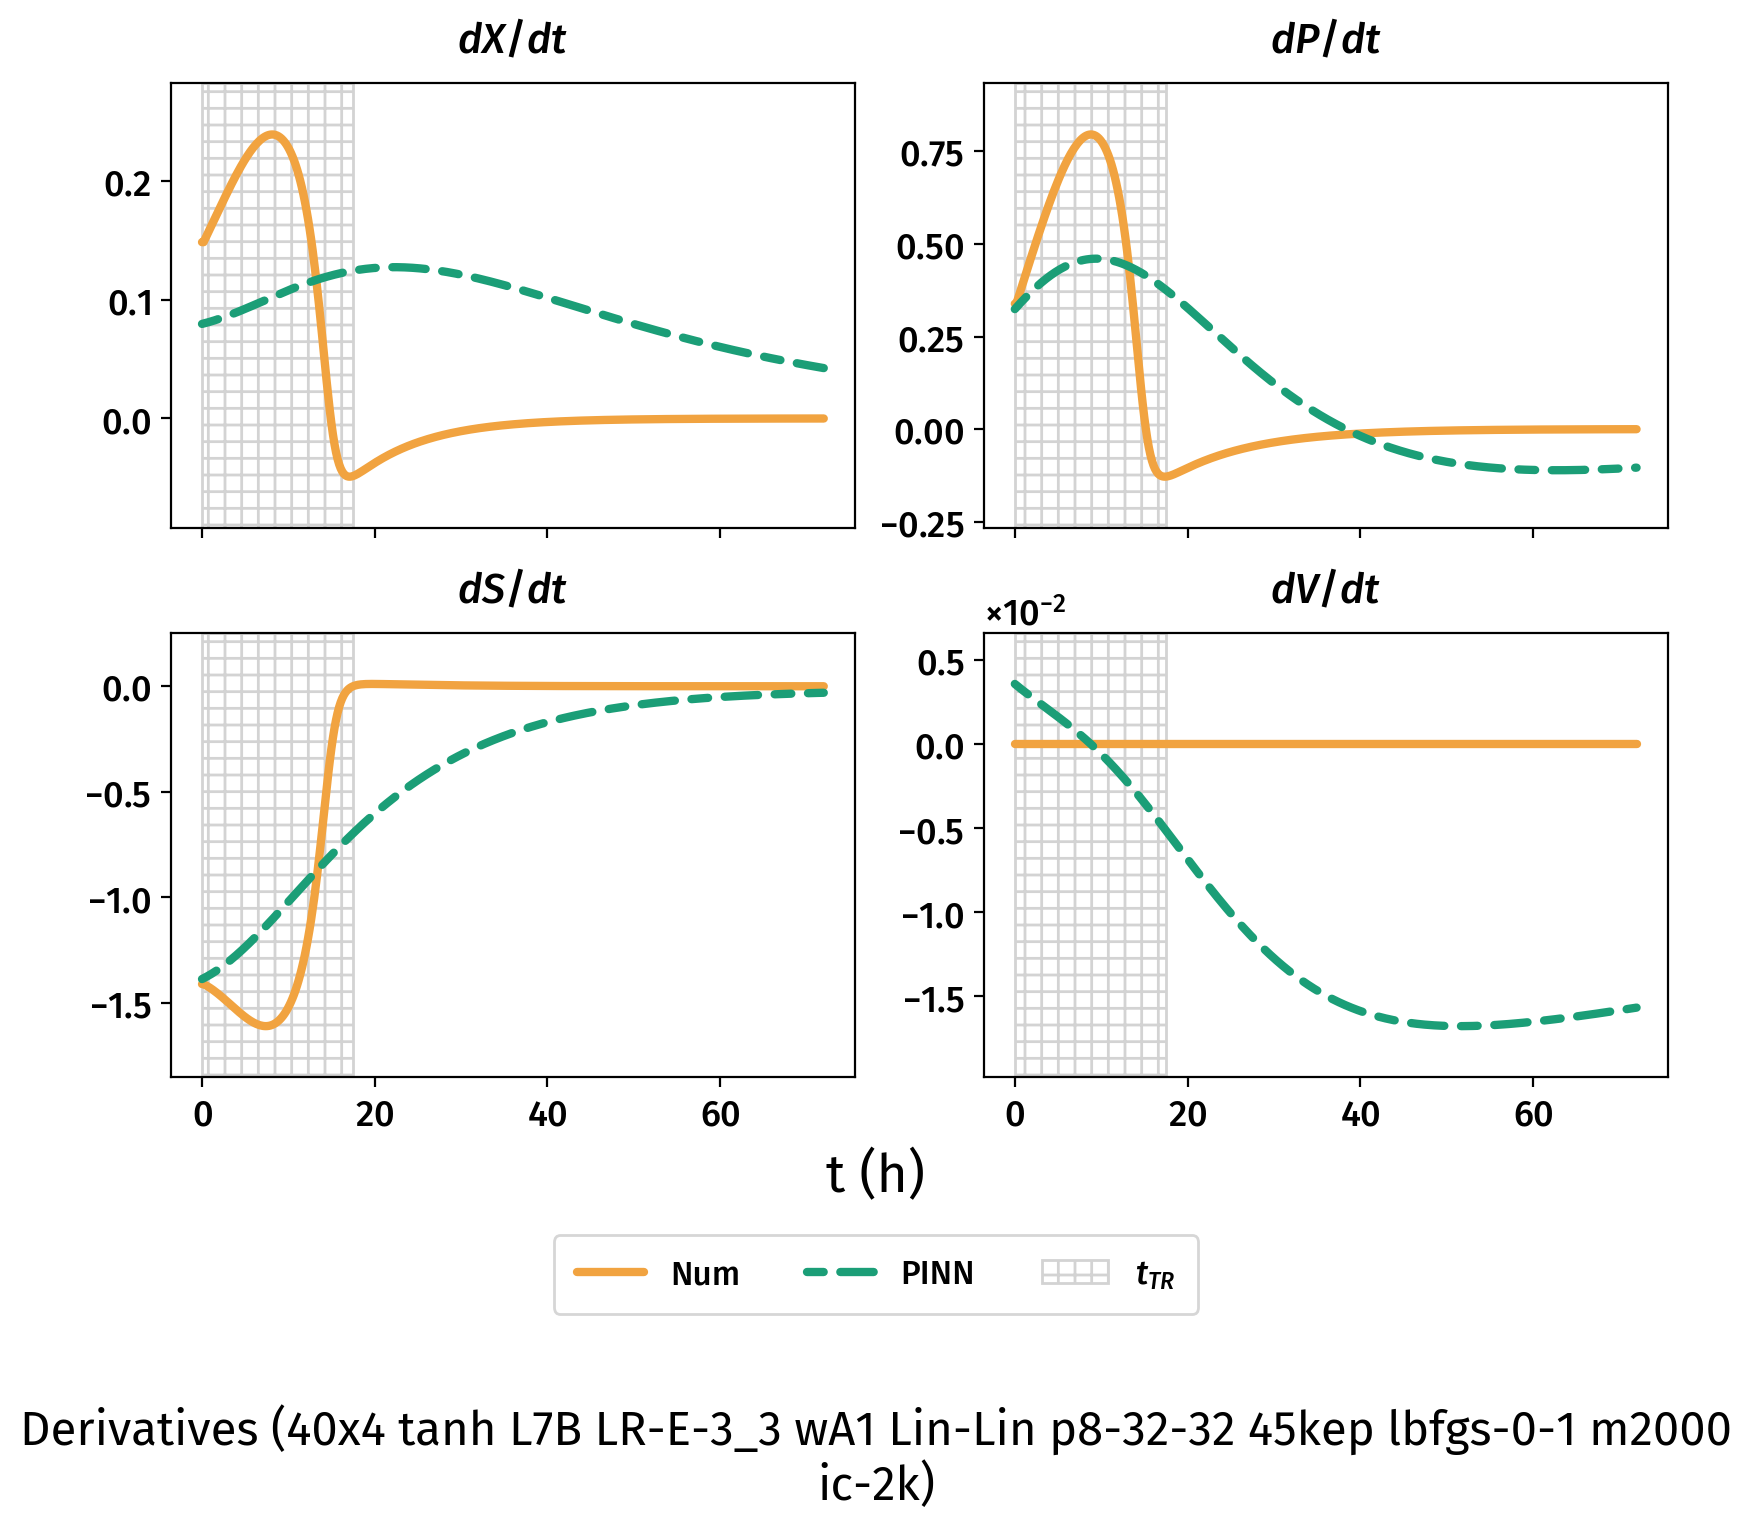 dX/dt
dP/dt
0.2
0.1
0.0
0.75
0.50
0.25
0.00
−0.25
dS/dt
dV/dt
×10⁻²
0.0
−0.5
−1.0
−1.5
0.5
0.0
−0.5
−1.0
−1.5
0 20 40 60
0 20 40 60
t (h)
Num PINN t_TR
Derivatives (40x4 tanh L7B LR-E-3_3 wA1 Lin-Lin p8-32-32 45kep lbfgs-0-1 m2000
ic-2k)